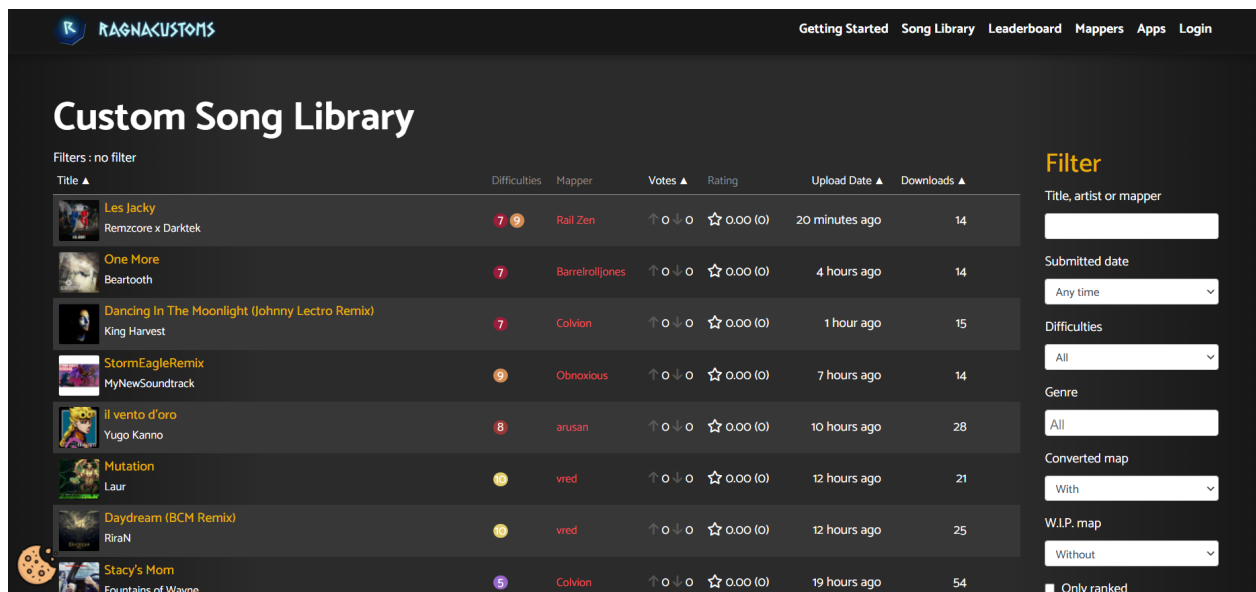 RAGNACUSTOMS
Getting Started Song Library Leaderboard Mappers Apps Login
Custom Song Library
Filters : no filter
Title ▲ Difficulties Mapper Votes ▲ Rating Upload Date ▲ Downloads ▲
Les Jacky
Remzcore x Darktek
7 9 Rail Zen ↑ 0 ↓ 0 ☆ 0.00 (0) 20 minutes ago 14
One More
Beartooth
7 Barrelrolljones ↑ 0 ↓ 0 ☆ 0.00 (0) 4 hours ago 14
Dancing In The Moonlight (Johnny Lectro Remix)
King Harvest
7 Colvion ↑ 0 ↓ 0 ☆ 0.00 (0) 1 hour ago 15
StormEagleRemix
MyNewSoundtrack
9 Obnoxious ↑ 0 ↓ 0 ☆ 0.00 (0) 7 hours ago 14
il vento d'oro
Yugo Kanno
8 arusan ↑ 0 ↓ 0 ☆ 0.00 (0) 10 hours ago 28
Mutation
Laur
10 vred ↑ 0 ↓ 0 ☆ 0.00 (0) 12 hours ago 21
Daydream (BCM Remix)
RiraN
10 vred ↑ 0 ↓ 0 ☆ 0.00 (0) 12 hours ago 25
Stacy's Mom
Fountains of Wayne
5 Colvion ↑ 0 ↓ 0 ☆ 0.00 (0) 19 hours ago 54
Filter
Title, artist or mapper
Submitted date
Any time
Difficulties
All
Genre
All
Converted map
With
W.I.P. map
Without
Only ranked